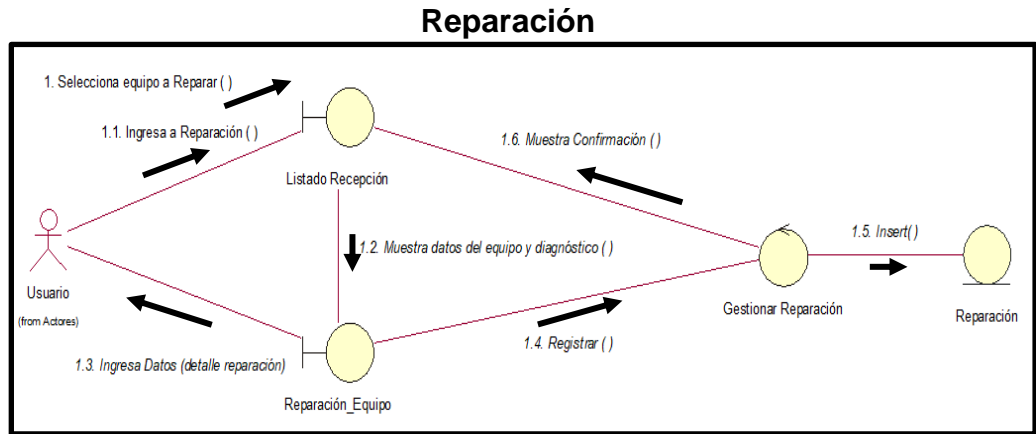 Reparación
1. Selecciona equipo a Reparar ( )
1.1. Ingresa a Reparación ( )
1.6. Muestra Confirmación ( )
Listado Recepción
1.2. Muestra datos del equipo y diagnóstico ( )
1.5. Insert()
Usuario
(from Actores)
Gestionar Reparación
Reparación
1.3. Ingresa Datos (detalle reparación)
1.4. Registrar ( )
Reparación_Equipo